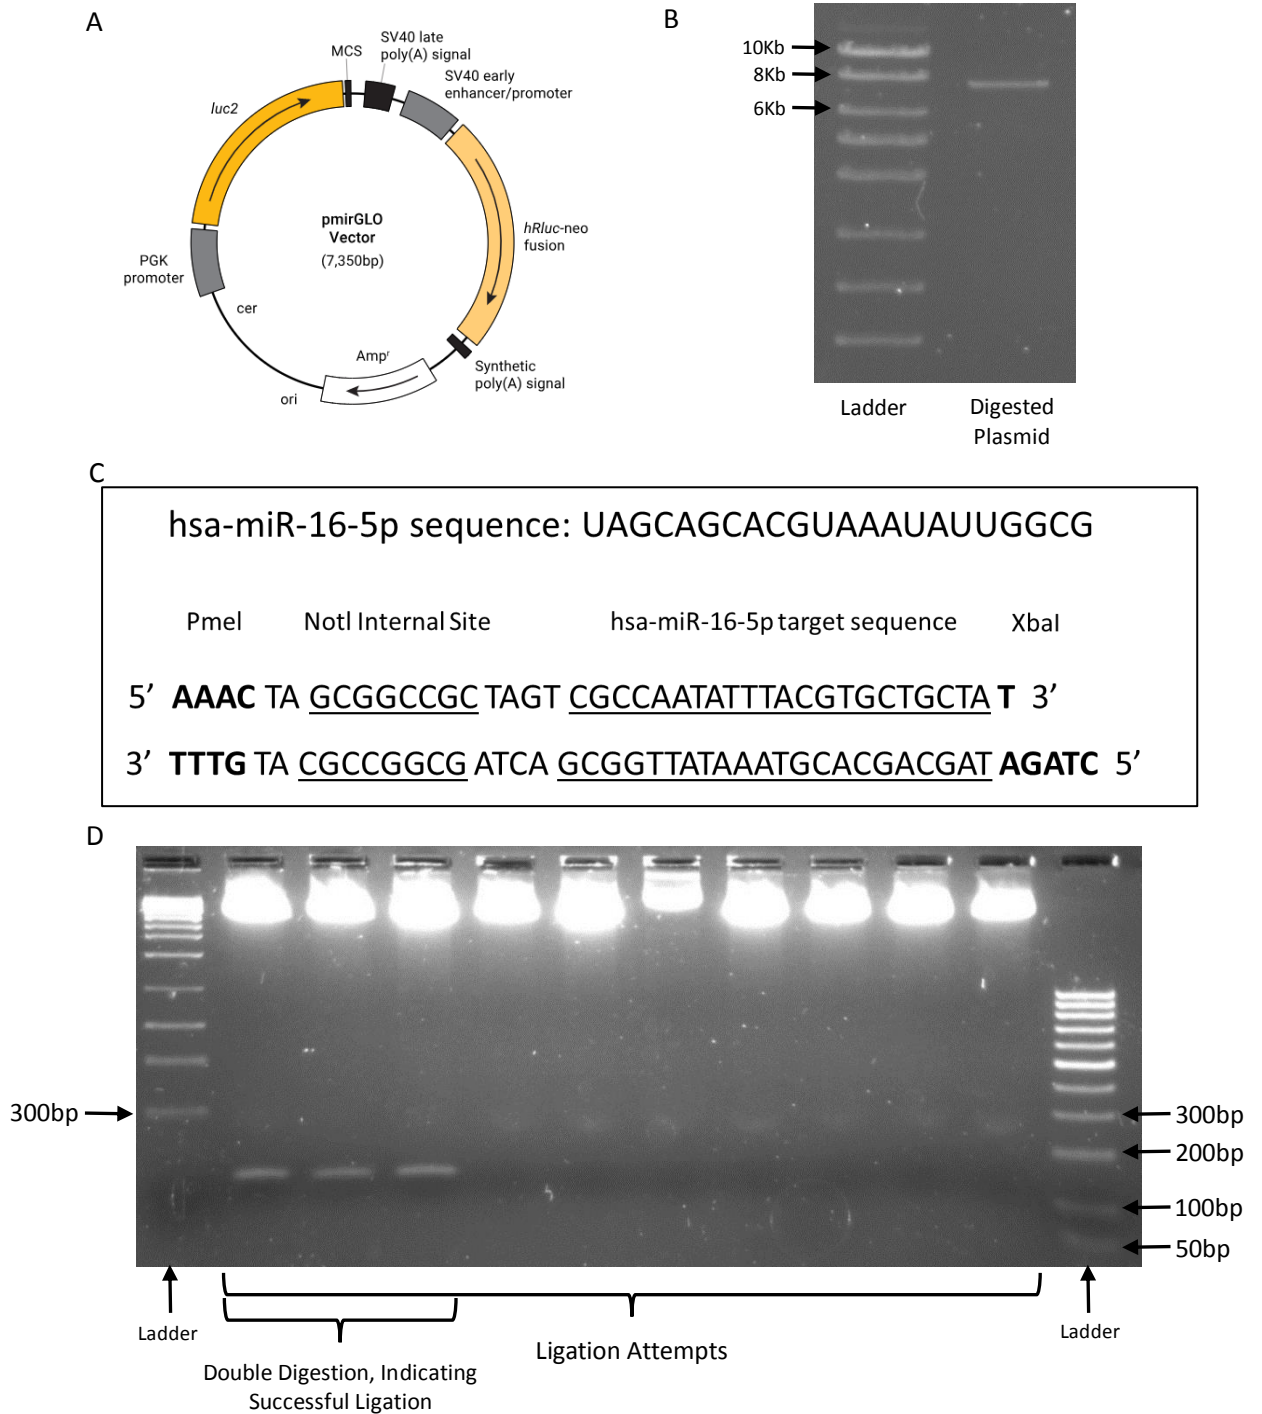 A
MCS
SV40 late
poly(A) signal
SV40 early
enhancer/promoter
luc2
pmirGLO
Vector
(7,350bp)
hRluc-neo
fusion
PGK
promoter
cer
Ampʳ
ori
Synthetic
poly(A) signal
B
10Kb
8Kb
6Kb
Ladder
Digested
Plasmid
C
hsa-miR-16-5p sequence: UAGCAGCACGUAAAUAUUGGCG
PmeI NotI Internal Site hsa-miR-16-5p target sequence XbaI
5’ AAAC TA GCGGCCGC TAGT CGCCAATATTTACGTGCTGCTA T 3’
3’ TTTG TA CGCCGGCG ATCA GCGGTTATAAATGCACGACGAT AGATC 5’
D
300bp
300bp
200bp
100bp
50bp
Ladder
Ladder
Ligation Attempts
Double Digestion, Indicating
Successful Ligation